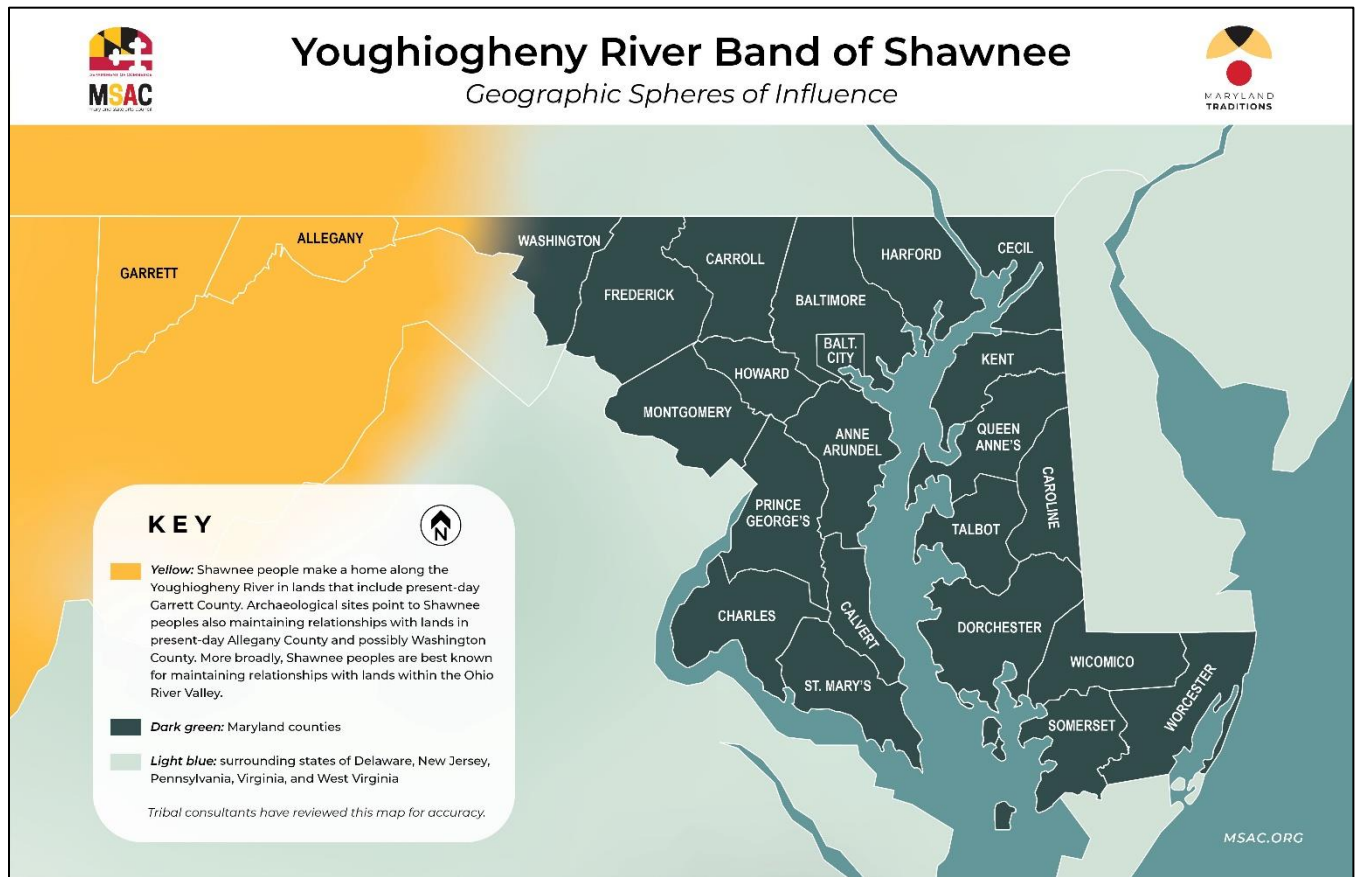 MSAC
Youghiogheny River Band of Shawnee
Geographic Spheres of Influence
MARYLAND
TRADITIONS
GARRETT
ALLEGANY
WASHINGTON
FREDERICK
CARROLL
BALTIMORE
HARFORD
CECIL
BALT.
CITY
KENT
HOWARD
MONTGOMERY
ANNE
ARUNDEL
QUEEN
ANNE'S
CAROLINE
PRINCE
GEORGE'S
TALBOT
CHARLES
CALVERT
DORCHESTER
ST. MARY'S
WICOMICO
SOMERSET
WORCESTER
KEY
N
Yellow: Shawnee people make a home along the
Youghiogheny River in lands that include present-day
Garrett County. Archaeological sites point to Shawnee
peoples also maintaining relationships with lands in
present-day Allegany County and possibly Washington
County. More broadly, Shawnee peoples are best known
for maintaining relationships with lands within the Ohio
River Valley.
Dark green: Maryland counties
Light blue: surrounding states of Delaware, New Jersey,
Pennsylvania, Virginia, and West Virginia
Tribal consultants have reviewed this map for accuracy.
MSAC.ORG